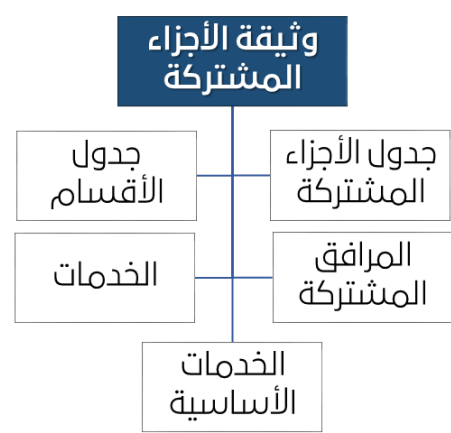 وثيقة الأجزاء
المشتركة
جدول الأجزاء
المشتركة
جدول
الأقسام
المرافق
المشتركة
الخدمات
الخدمات
الأساسية